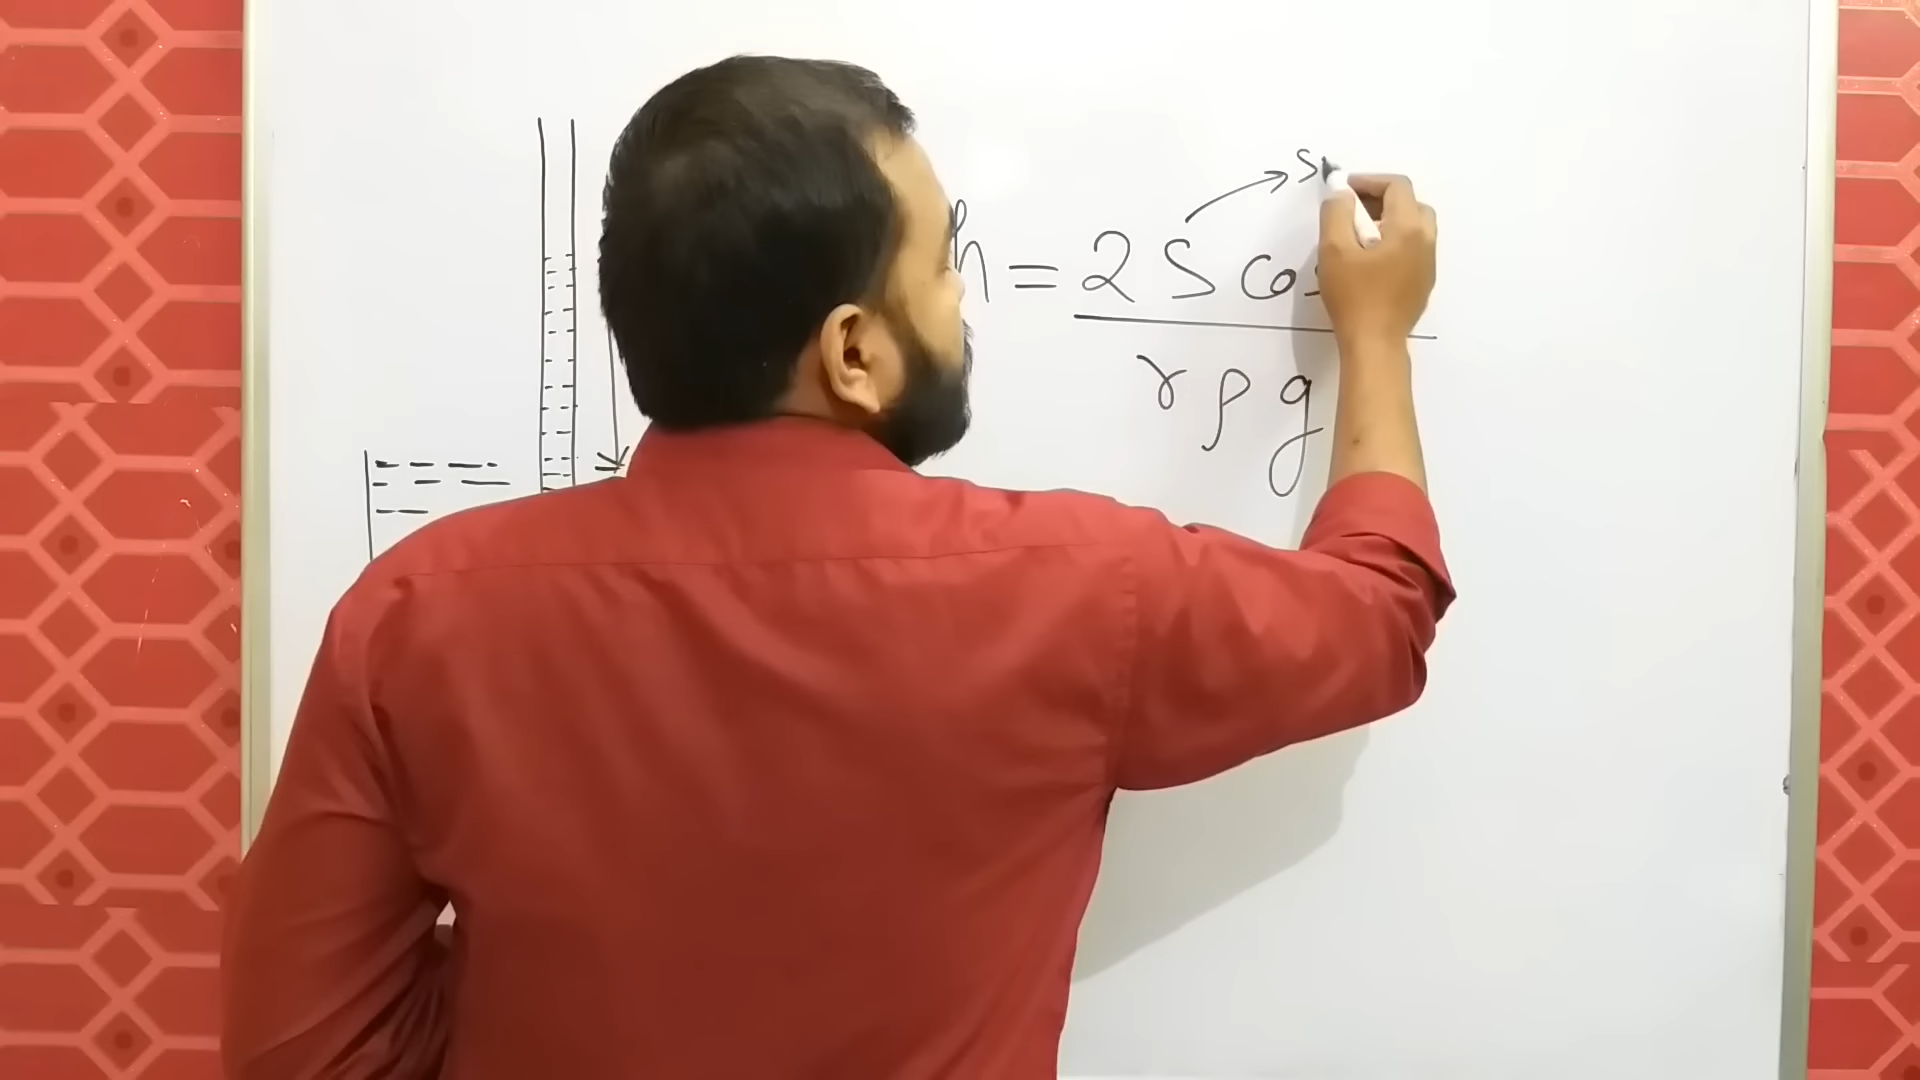 s
h = 2 S cos
r ρ g